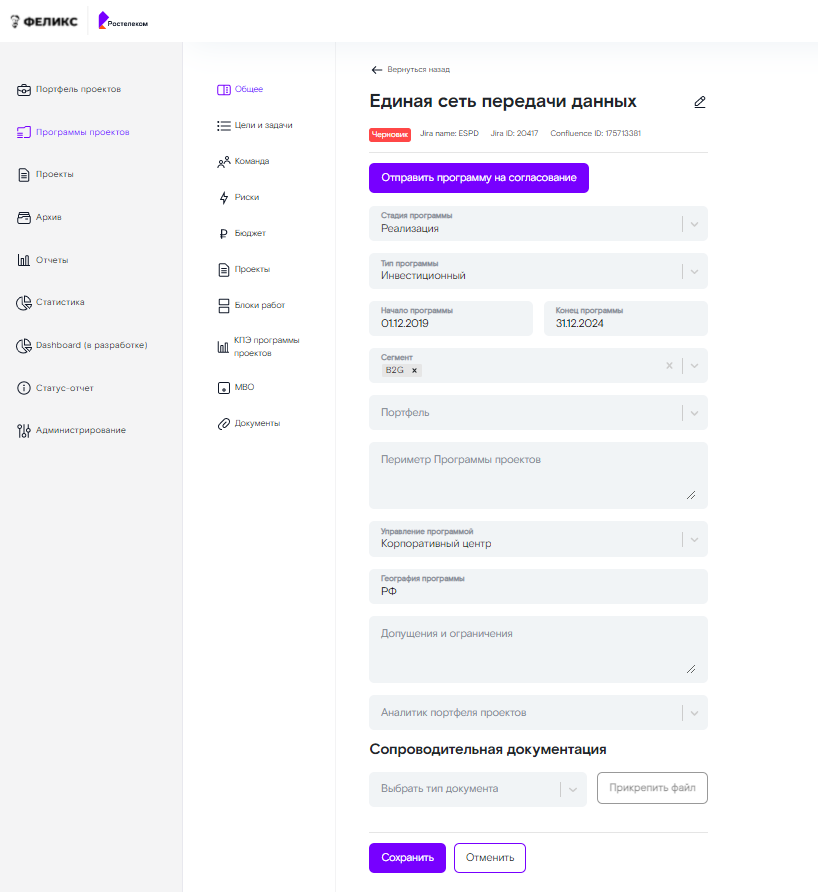 ФЕЛИКС
Ростелеком
Портфель проектов
Программы проектов
Проекты
Архив
Отчеты
Статистика
Dashboard (в разработке)
Статус-отчет
Администрирование
Общее
Цели и задачи
Команда
Риски
Бюджет
Проекты
Блоки работ
КПЭ программы
проектов
МВО
Документы
Вернуться назад
Единая сеть передачи данных
Черновик Jira name: ESPD Jira ID: 20417 Confluence ID: 175713381
Отправить программу на согласование
Стадия программы
Реализация
Тип программы
Инвестиционный
Начало программы
01.12.2019
Конец программы
31.12.2024
Сегмент
B2G
Портфель
Периметр Программы проектов
Управление программой
Корпоративный центр
География программы
РФ
Допущения и ограничения
Аналитик портфеля проектов
Сопроводительная документация
Выбрать тип документа
Прикрепить файл
Сохранить
Отменить